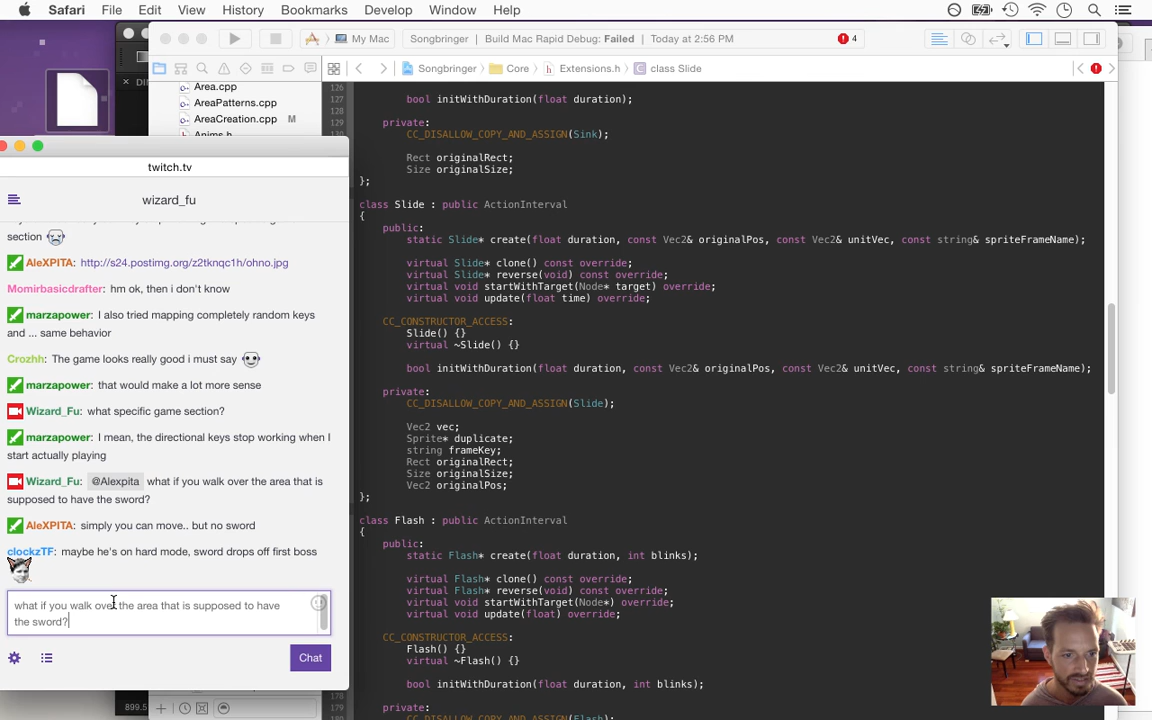 Safari File Edit View History Bookmarks Develop Window Help
My Mac Songbringer Build Mac Rapid Debug: Failed Today at 2:56 PM 4
Songbringer Core Extensions.h class Slide
Area.cpp
AreaPatterns.cpp
AreaCreation.cpp M
Anims.h
twitch.tv
wizard_fu
section
AleXPITA: http://s24.postimg.org/z2tknqc1h/ohno.jpg
Momirbasicdrafter: hm ok, then i don't know
marzapower: I also tried mapping completely random keys
and ... same behavior
Crozhh: The game looks really good i must say
marzapower: that would make a lot more sense
Wizard_Fu: what specific game section?
marzapower: I mean, the directional keys stop working when I
start actually playing
Wizard_Fu: @Alexpita what if you walk over the area that is
supposed to have the sword?
AleXPITA: simply you can move.. but no sword
clockzTF: maybe he's on hard mode, sword drops off first boss
what if you walk over the area that is supposed to have
the sword?
Chat
899.5
126
127 bool initWithDuration(float duration);
128
129 private:
130 CC_DISALLOW_COPY_AND_ASSIGN(Sink);
Rect originalRect;
Size originalSize;
};
class Slide : public ActionInterval
{
public:
static Slide* create(float duration, const Vec2& originalPos, const Vec2& unitVec, const string& spriteFrameName);
virtual Slide* clone() const override;
virtual Slide* reverse(void) const override;
virtual void startWithTarget(Node* target) override;
virtual void update(float time) override;
CC_CONSTRUCTOR_ACCESS:
Slide() {}
virtual ~Slide() {}
bool initWithDuration(float duration, const Vec2& originalPos, const Vec2& unitVec, const string& spriteFrameName);
private:
CC_DISALLOW_COPY_AND_ASSIGN(Slide);
Vec2 vec;
Sprite* duplicate;
string frameKey;
Rect originalRect;
Size originalSize;
Vec2 originalPos;
};
class Flash : public ActionInterval
{
public:
static Flash* create(float duration, int blinks);
virtual Flash* clone() const override;
virtual Flash* reverse(void) const override;
virtual void startWithTarget(Node*) override;
virtual void update(float) override;
CC_CONSTRUCTOR_ACCESS:
Flash() {}
virtual ~Flash() {}
bool initWithDuration(float duration, int blinks);
178
179 private: